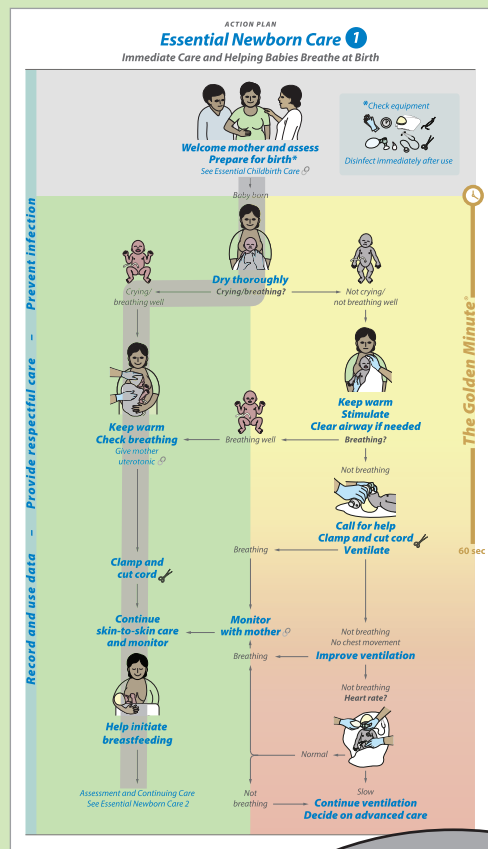 ACTION PLAN
Essential Newborn Care 1
Immediate Care and Helping Babies Breathe at Birth
*Check equipment
Disinfect immediately after use
Welcome mother and assess
Prepare for birth*
See Essential Childbirth Care
Baby born
Dry thoroughly
Crying/breathing?
Crying/
breathing well
Not crying/
not breathing well
Keep warm
Stimulate
Clear airway if needed
Breathing?
Keep warm
Check breathing
Give mother
uterotonic
Breathing well
Not breathing
Call for help
Clamp and cut cord
Ventilate
Breathing
Clamp and
cut cord
Continue
skin-to-skin care
and monitor
Monitor
with mother
Not breathing
No chest movement
Improve ventilation
Breathing
Not breathing
Heart rate?
Help initiate
breastfeeding
Normal
Assessment and Continuing Care
See Essential Newborn Care 2
Not
breathing
Slow
Continue ventilation
Decide on advanced care
Record and use data – Provide respectful care – Prevent infection
The Golden Minute®
60 sec